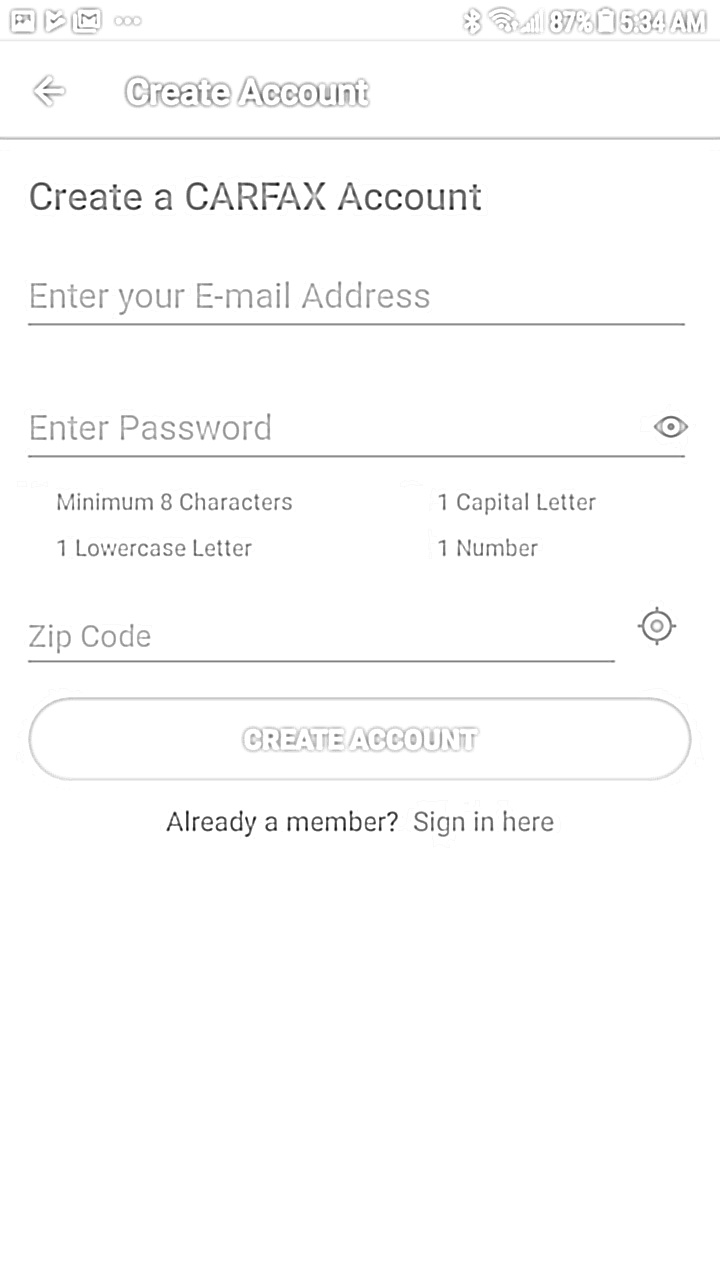 87% 5:34 AM
Create Account
Create a CARFAX Account
Enter your E-mail Address
Enter Password
Minimum 8 Characters 1 Capital Letter
1 Lowercase Letter 1 Number
Zip Code
CREATE ACCOUNT
Already a member? Sign in here